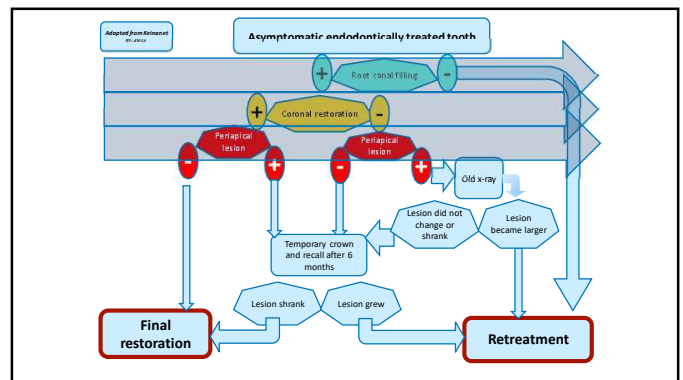 Adapted from Keinan et
Asymptomatic endodontically treated tooth
+
Root canal filling
-
+
Coronal restoration
-
-
Periapical
lesion
+
-
Periapical
lesion
+
Old x-ray
Lesion did not
change or
shrank
Lesion
became larger
Temporary crown
and recall after 6
months
Lesion shrank
Lesion grew
Final
restoration
Retreatment